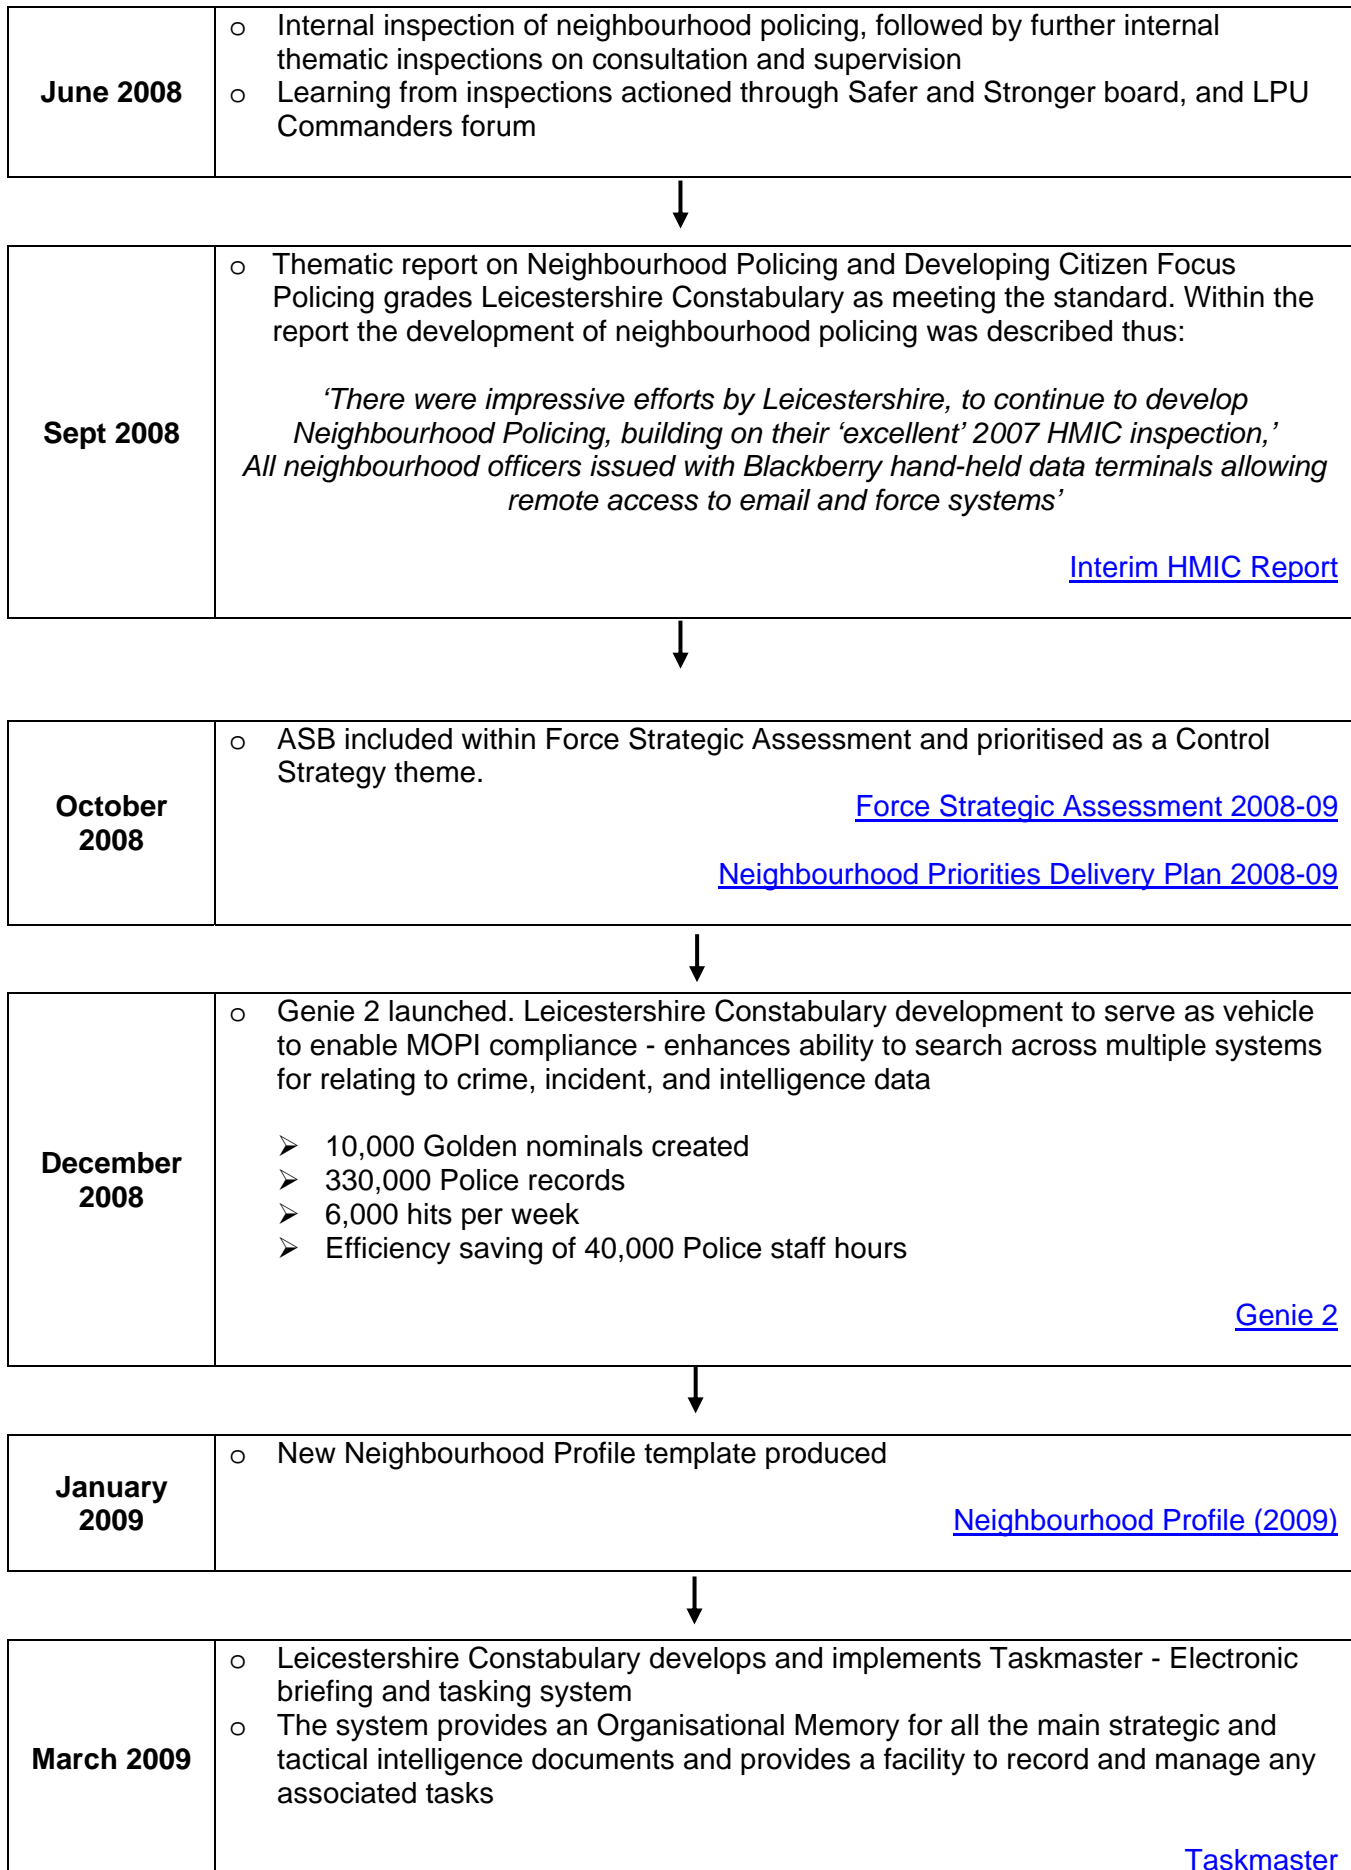 June 2008
o Internal inspection of neighbourhood policing, followed by further internal
thematic inspections on consultation and supervision
o Learning from inspections actioned through Safer and Stronger board, and LPU
Commanders forum
Sept 2008
o Thematic report on Neighbourhood Policing and Developing Citizen Focus
Policing grades Leicestershire Constabulary as meeting the standard. Within the
report the development of neighbourhood policing was described thus:
‘There were impressive efforts by Leicestershire, to continue to develop
Neighbourhood Policing, building on their ‘excellent’ 2007 HMIC inspection,’
All neighbourhood officers issued with Blackberry hand-held data terminals allowing
remote access to email and force systems’
Interim HMIC Report
October
2008
o ASB included within Force Strategic Assessment and prioritised as a Control
Strategy theme.
Force Strategic Assessment 2008-09
Neighbourhood Priorities Delivery Plan 2008-09
December
2008
o Genie 2 launched. Leicestershire Constabulary development to serve as vehicle
to enable MOPI compliance - enhances ability to search across multiple systems
for relating to crime, incident, and intelligence data
➢ 10,000 Golden nominals created
➢ 330,000 Police records
➢ 6,000 hits per week
➢ Efficiency saving of 40,000 Police staff hours
Genie 2
January
2009
o New Neighbourhood Profile template produced
Neighbourhood Profile (2009)
March 2009
o Leicestershire Constabulary develops and implements Taskmaster - Electronic
briefing and tasking system
o The system provides an Organisational Memory for all the main strategic and
tactical intelligence documents and provides a facility to record and manage any
associated tasks
Taskmaster